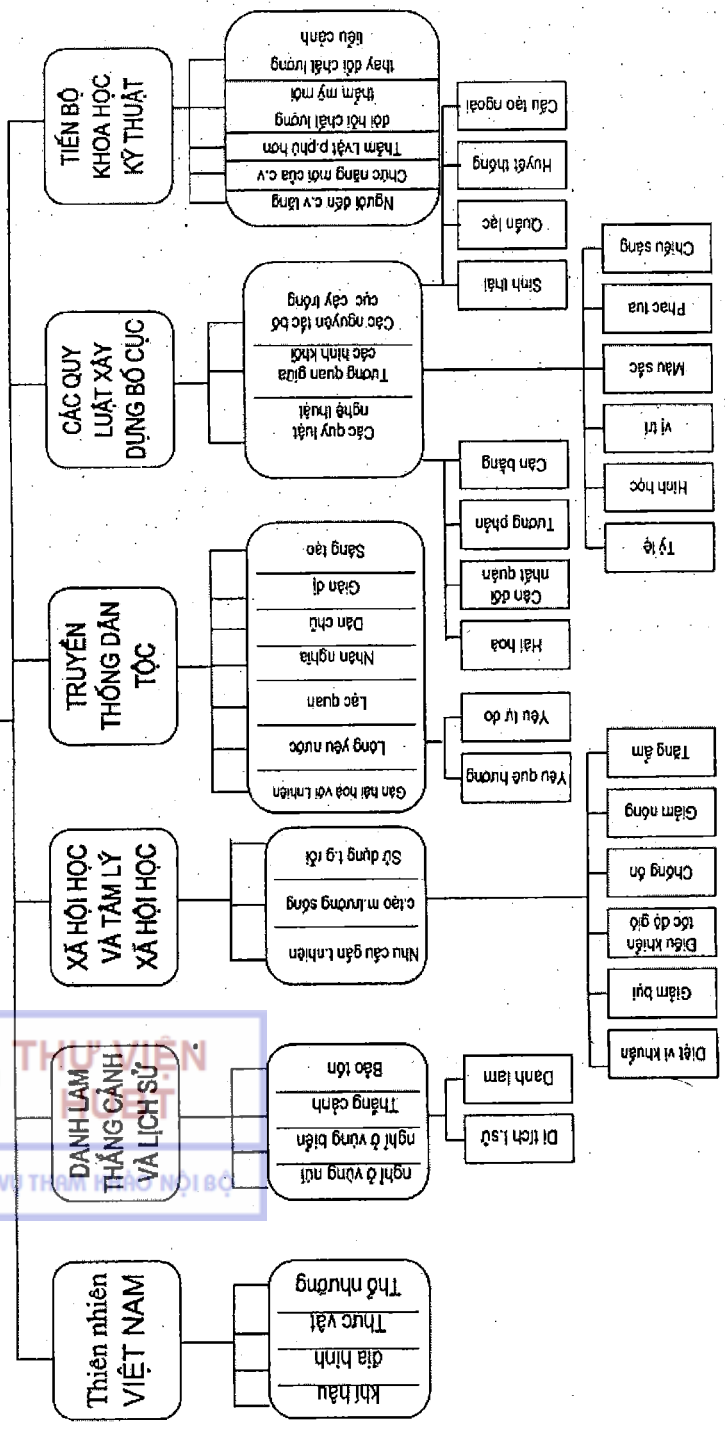 TIẾN BỘ
KHOA HỌC
KỸ THUẬT
Người đến c.v tăng
Chức năng mới của c.v
Thẩm t.vật p.phú hơn
đòi hỏi chất lượng
thẩm mỹ mới
thay đổi chất lượng
tiểu cảnh
CÁC QUY
LUẬT XÂY
DỰNG BỐ CỤC
Các quy luật
nghệ thuật
Tương quan giữa
các hình khối
Các nguyên tắc bố
cục cây trồng
Sinh thái
Quần lạc
Huyết thống
Cấu tạo ngoài
Tỷ lệ
Hình học
vị trí
Màu sắc
Phac tua
Chiếu sáng
Hài hoà
Cân đối
nhất quán
Tương phản
Cân bằng
TRUYỀN
THỐNG DÂN
TỘC
Gắn hài hoà với t.nhiên
Lòng yêu nước
Lạc quan
Nhân nghĩa
Dân chủ
Giản dị
Sáng tạo
Yêu quê hương
Yêu tự do
XÃ HỘI HỌC
VÀ TÂM LÝ
XÃ HỘI HỌC
Nhu cầu gần t.nhiên
c.tạo m.trường sống
Sử dụng t.g rỗi
Diệt vi khuẩn
Giảm bụi
Điều khiển
tốc độ gió
Chống ồn
Giảm nóng
Tăng ẩm
DANH LAM
THẮNG CẢNH
VÀ LỊCH SỬ
nghỉ ở vùng núi
nghỉ ở vùng biển
Thắng cảnh
Bảo tồn
Di tích l.sử
Danh lam
Thiên nhiên
VIỆT NAM
khí hậu
địa hình
Thực vật
Thổ nhưỡng
THƯ VIỆN
HUBT
THAM KHẢO NỘI BỘ